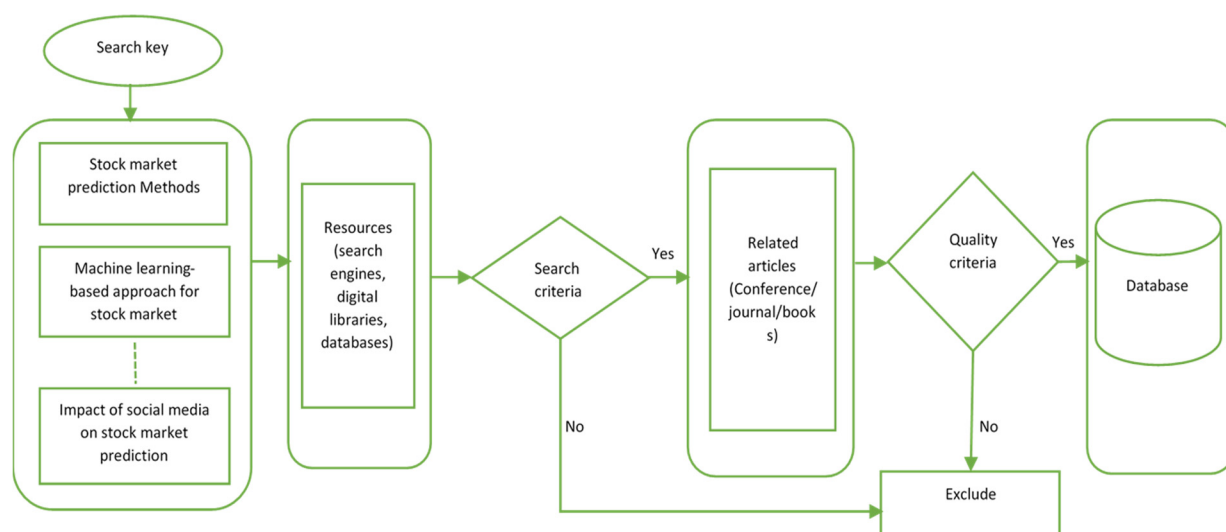 Search key
Stock market
prediction Methods
Machine learning-
based approach for
stock market
Impact of social media
on stock market
prediction
Resources
(search
engines,
digital
libraries,
databases)
Search
criteria
Yes
No
Related
articles
(Conference/
journal/book
s)
Quality
criteria
Yes
No
Database
Exclude